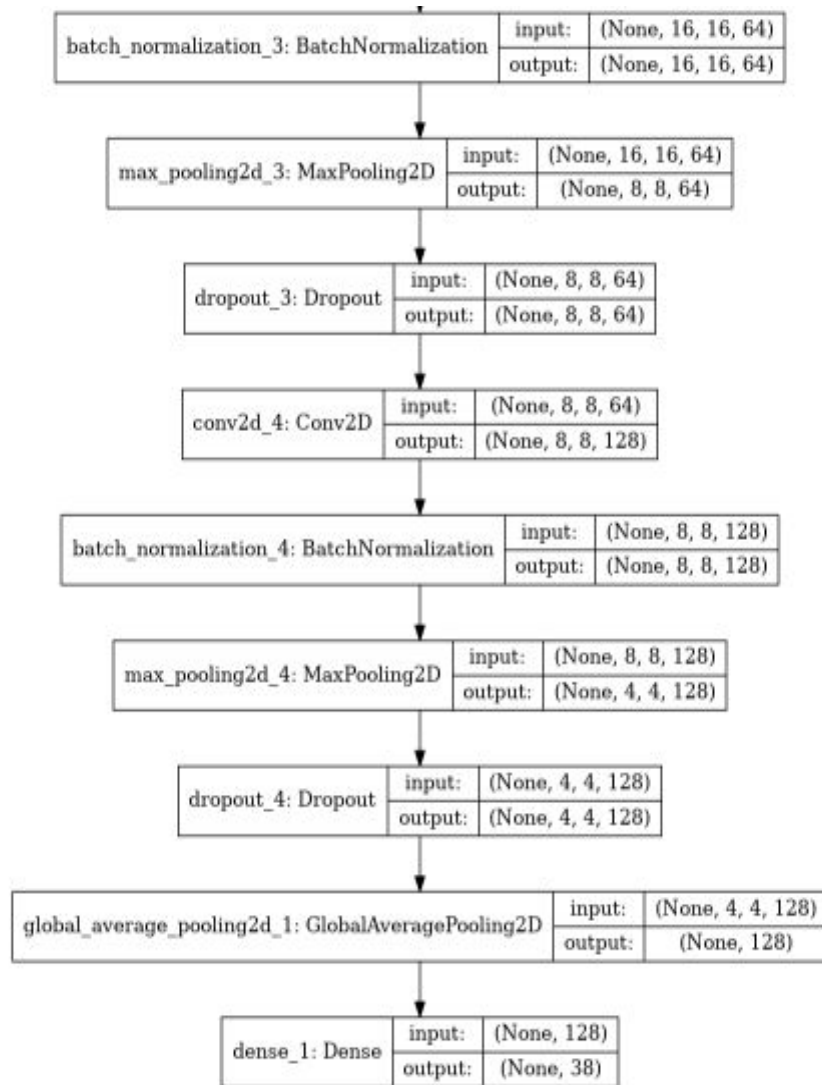 batch_normalization_3: BatchNormalization
input: (None, 16, 16, 64)
output: (None, 16, 16, 64)
max_pooling2d_3: MaxPooling2D
input: (None, 16, 16, 64)
output: (None, 8, 8, 64)
dropout_3: Dropout
input: (None, 8, 8, 64)
output: (None, 8, 8, 64)
conv2d_4: Conv2D
input: (None, 8, 8, 64)
output: (None, 8, 8, 128)
batch_normalization_4: BatchNormalization
input: (None, 8, 8, 128)
output: (None, 8, 8, 128)
max_pooling2d_4: MaxPooling2D
input: (None, 8, 8, 128)
output: (None, 4, 4, 128)
dropout_4: Dropout
input: (None, 4, 4, 128)
output: (None, 4, 4, 128)
global_average_pooling2d_1: GlobalAveragePooling2D
input: (None, 4, 4, 128)
output: (None, 128)
dense_1: Dense
input: (None, 128)
output: (None, 38)